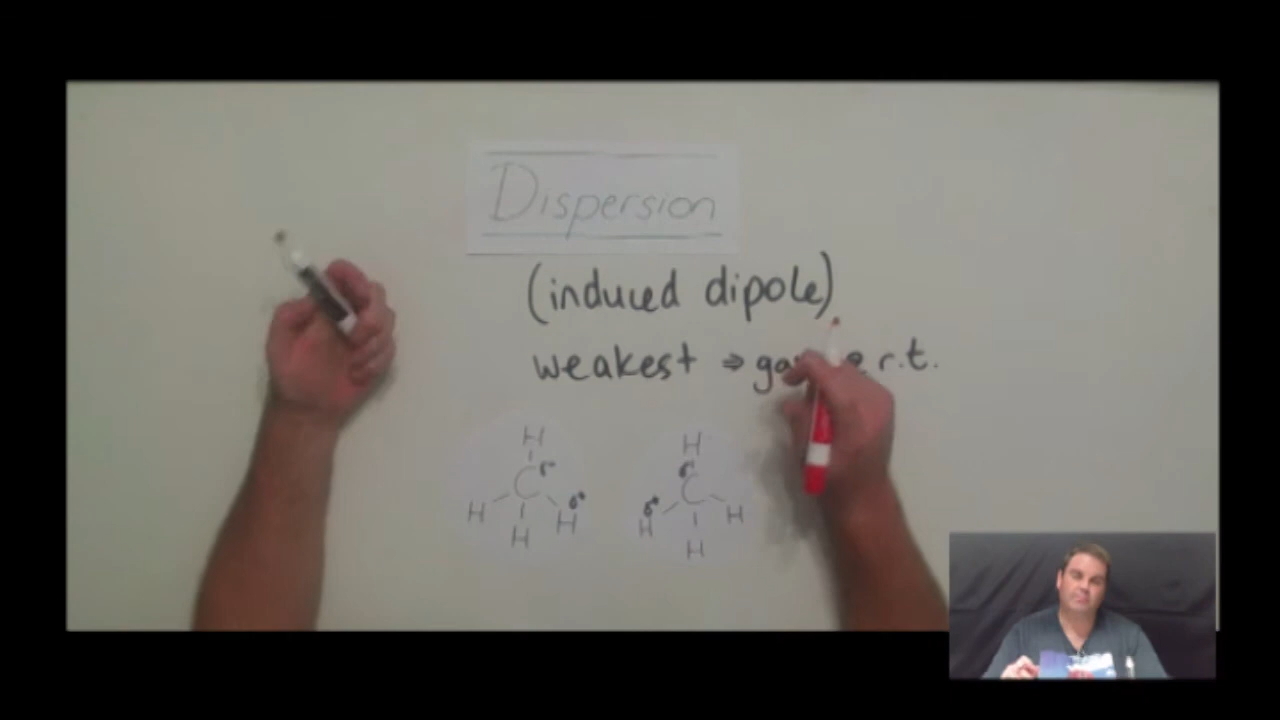 Dispersion
(induced dipole)
weakest ⇒ r.t.
H H
C δ- δ- C
H H δ+ δ+ H H
H H